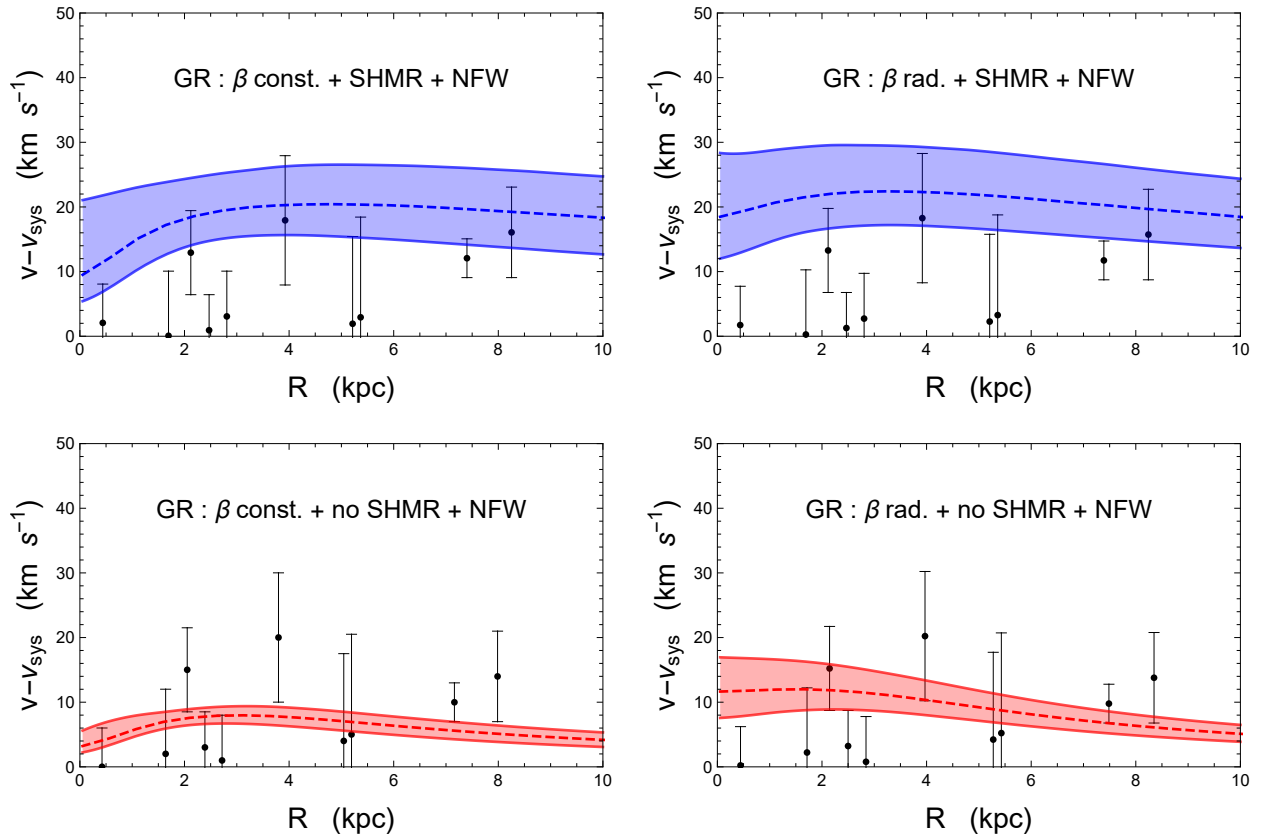 50
40
30
20
10
0
v−v_sys (km s⁻¹)
GR : β const. + SHMR + NFW
0 2 4 6 8 10
R (kpc)
50
40
30
20
10
0
v−v_sys (km s⁻¹)
GR : β rad. + SHMR + NFW
0 2 4 6 8 10
R (kpc)
50
40
30
20
10
0
v−v_sys (km s⁻¹)
GR : β const. + no SHMR + NFW
0 2 4 6 8 10
R (kpc)
50
40
30
20
10
0
v−v_sys (km s⁻¹)
GR : β rad. + no SHMR + NFW
0 2 4 6 8 10
R (kpc)